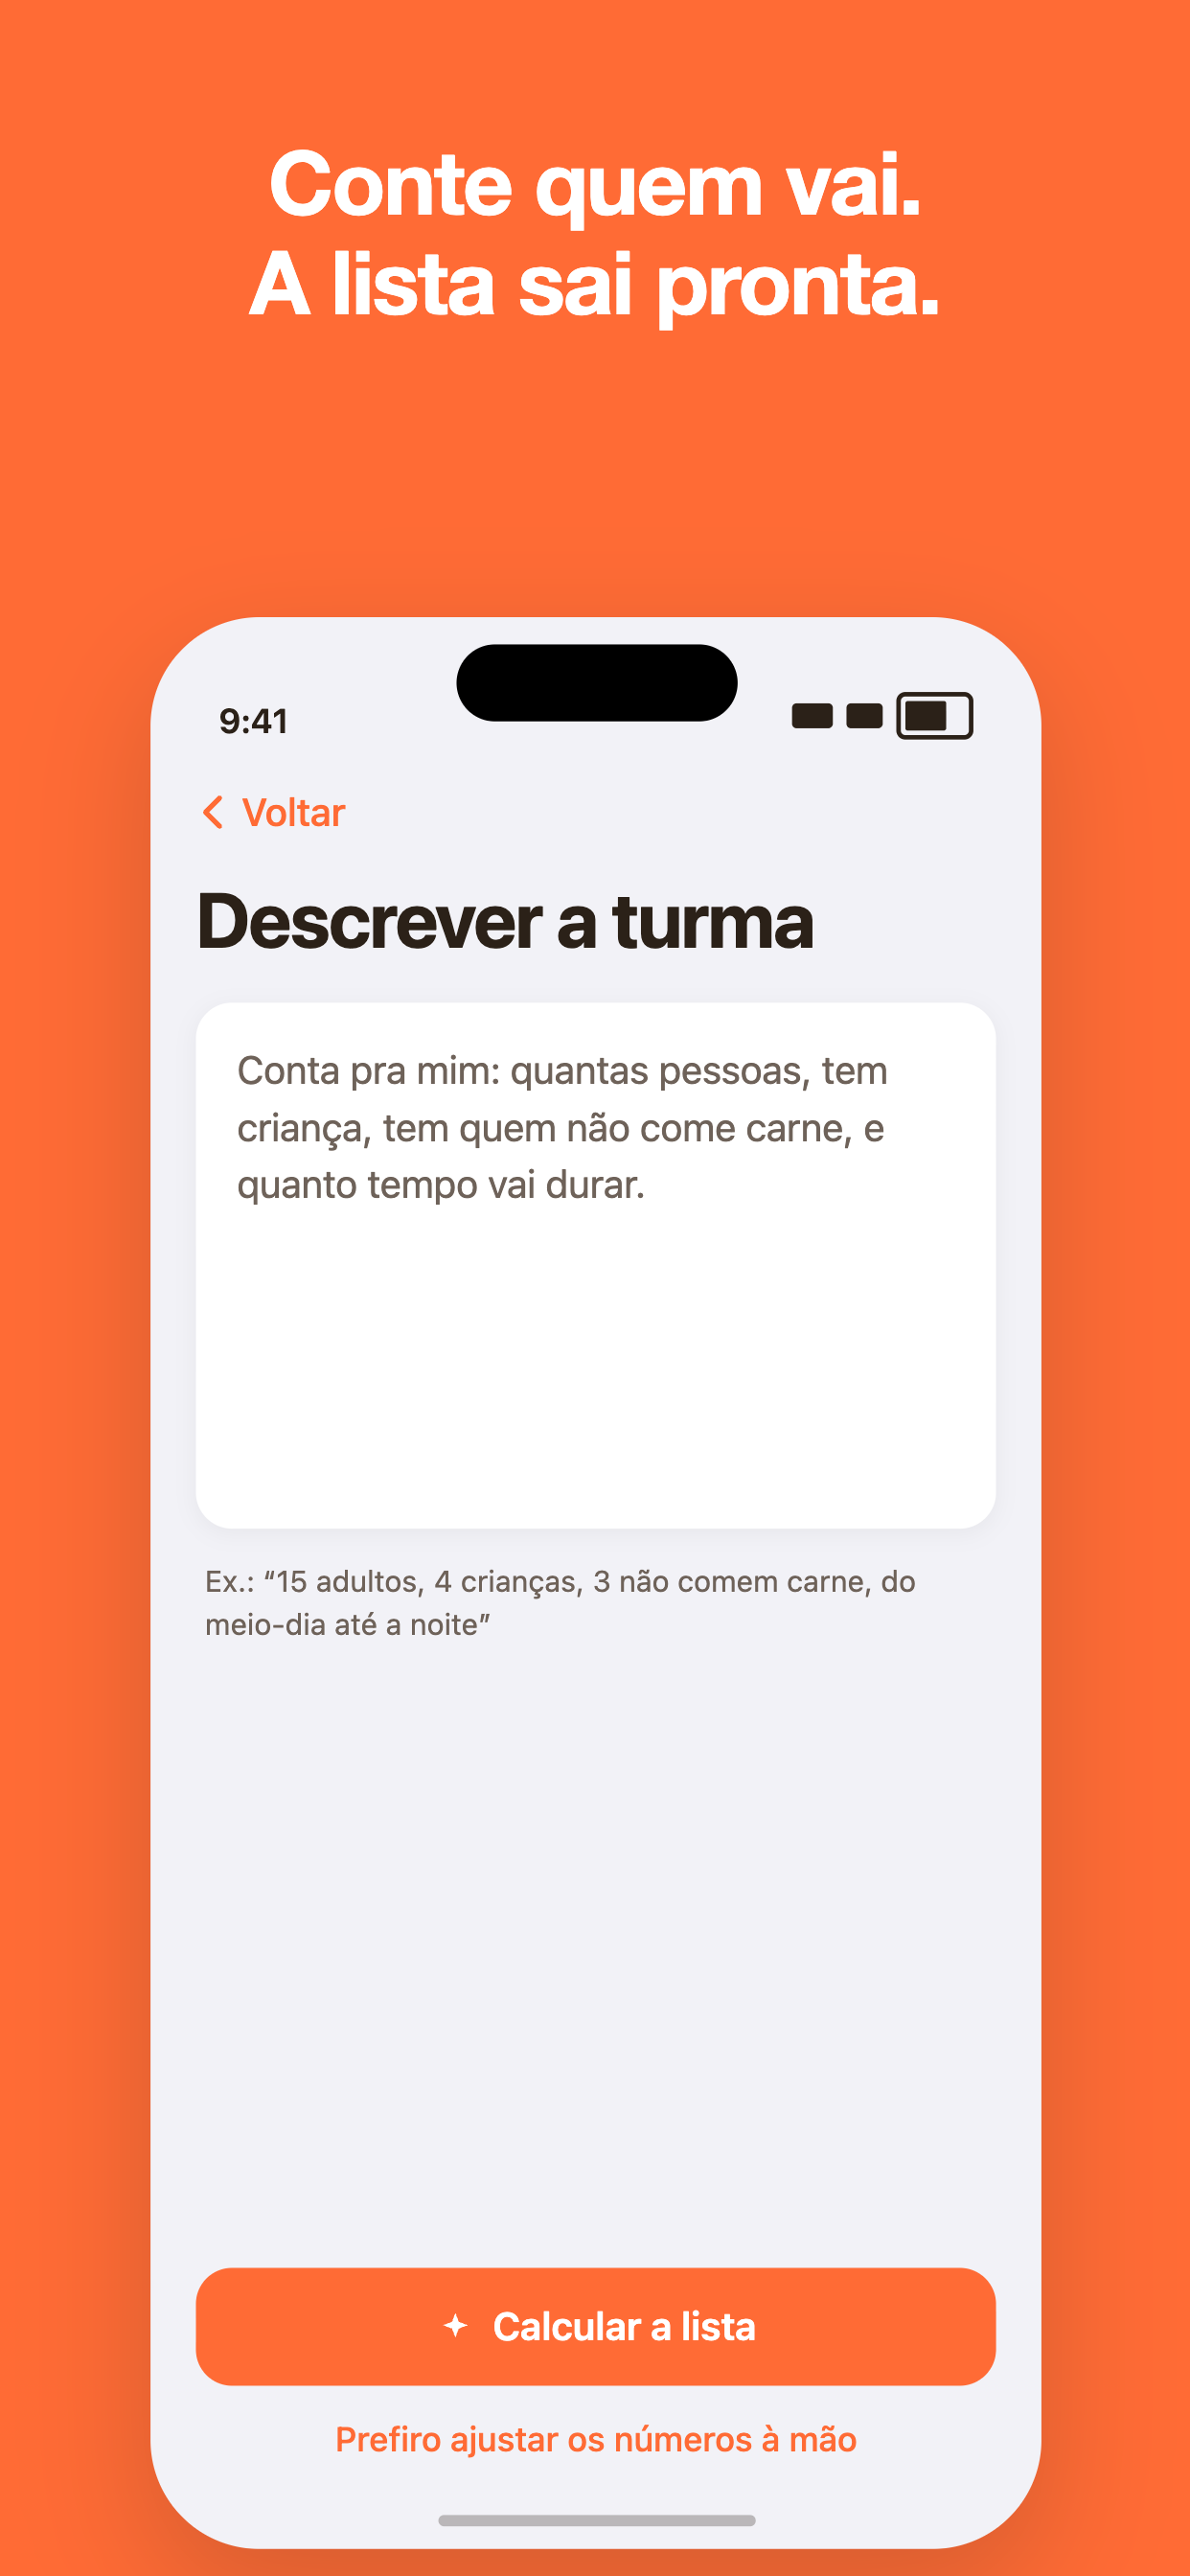 Conte quem vai.
A lista sai pronta.
9:41
Voltar
Descrever a turma
Conta pra mim: quantas pessoas, tem
criança, tem quem não come carne, e
quanto tempo vai durar.
Ex.: “15 adultos, 4 crianças, 3 não comem carne, do
meio-dia até a noite”
Calcular a lista
Prefiro ajustar os números à mão